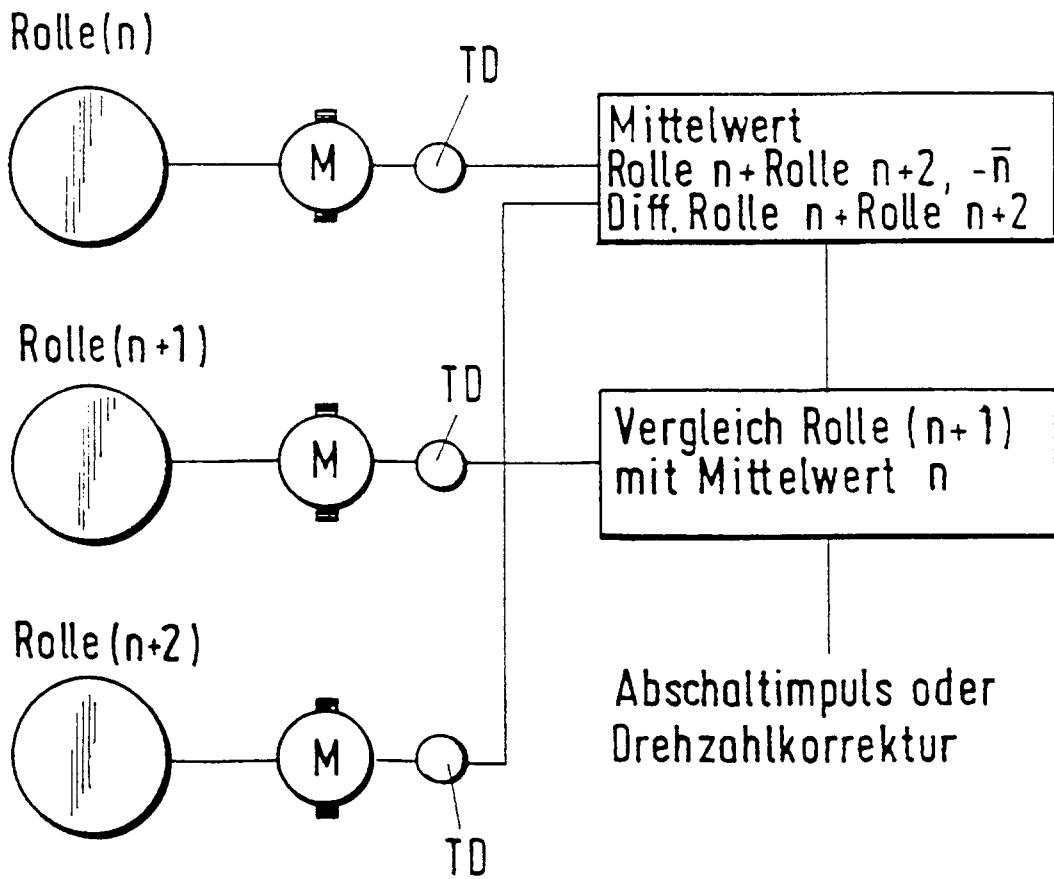 Rolle(n)
M
TD
Mittelwert
Rolle n+Rolle n+2, -n̄
Diff. Rolle n+Rolle n+2
Rolle(n+1)
M
TD
Vergleich Rolle (n+1)
mit Mittelwert n
Rolle (n+2)
M
TD
Abschaltimpuls oder
Drehzahlkorrektur